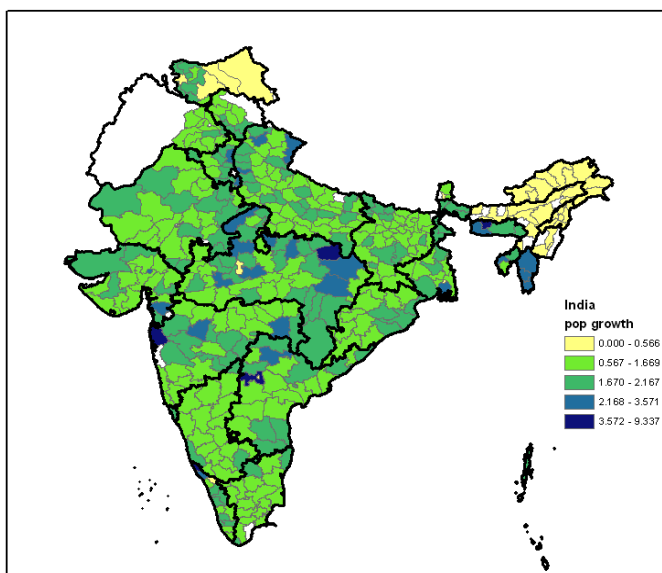 India
pop growth
0.000 - 0.566
0.567 - 1.669
1.670 - 2.167
2.168 - 3.571
3.572 - 9.337